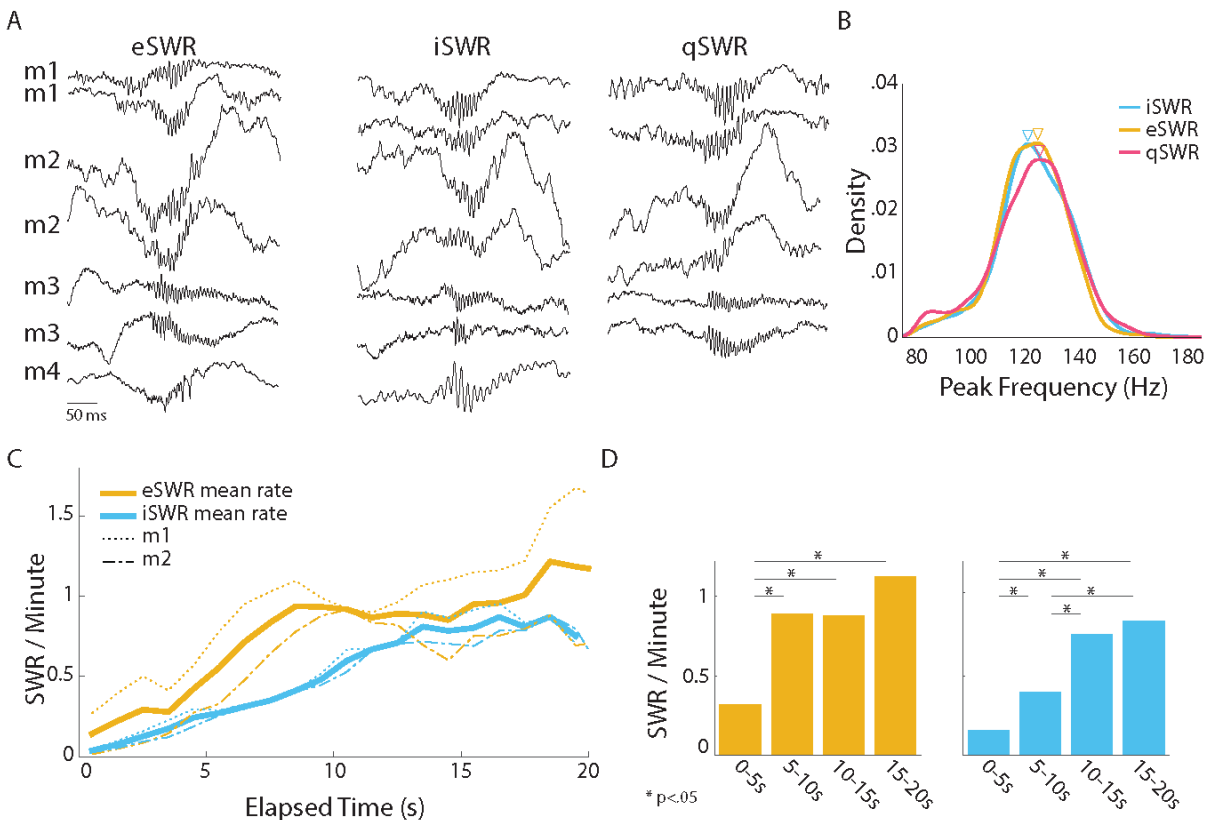 A
eSWR
iSWR
qSWR
m1
m1
m2
m2
m3
m3
m4
50 ms
B
.04
.03
.02
.01
0
Density
iSWR
eSWR
qSWR
80
100
120
140
160
180
Peak Frequency (Hz)
C
eSWR mean rate
iSWR mean rate
m1
m2
1.5
1
0.5
0
SWR / Minute
0
5
10
15
20
Elapsed Time (s)
D
SWR / Minute
1
0.5
0
*
*
*
0-5s
5-10s
10-15s
15-20s
*
*
*
*
*
0-5s
5-10s
10-15s
15-20s
* p<.05